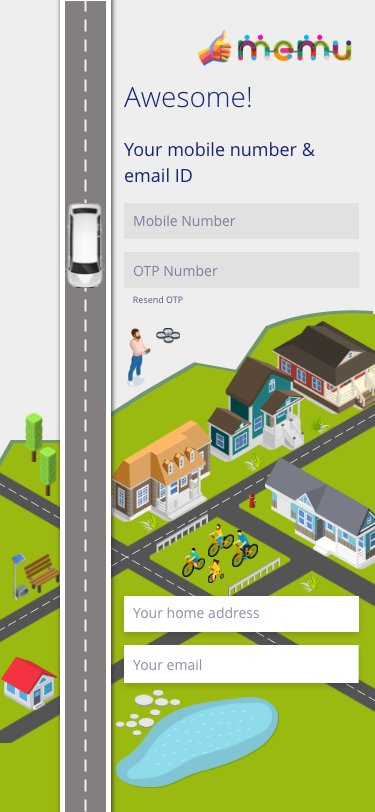 memu
Awesome!
Your mobile number &
email ID
Mobile Number
OTP Number
Resend OTP
Your home address
Your email